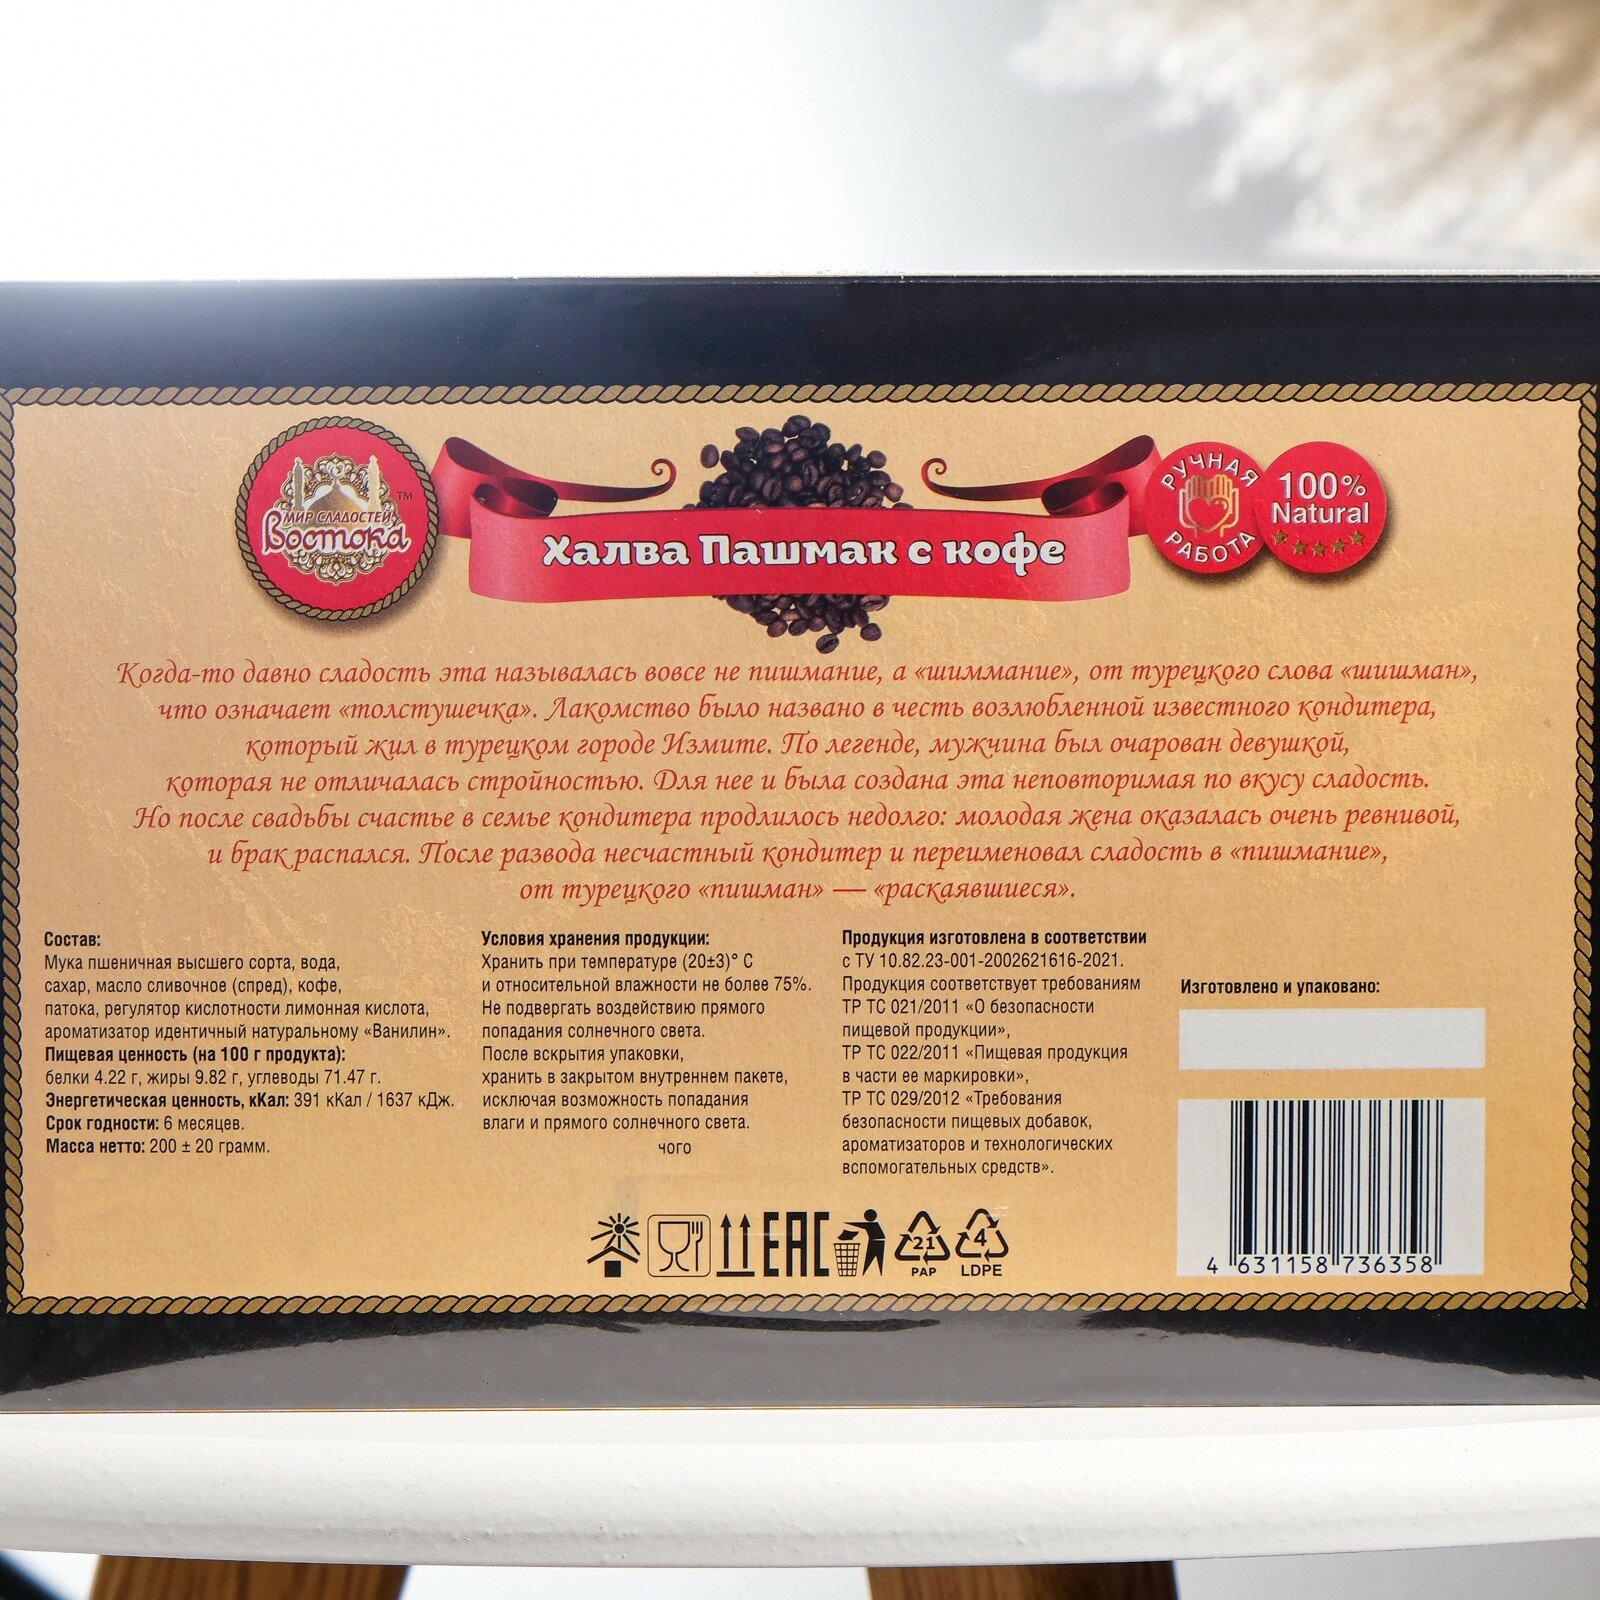 МИР СЛАДОСТЕЙ
Востока
TM
Халва Пашмак с кофе
РУЧНАЯ
РАБОТА
100%
Natural
Когда-то давно сладость эта называлась вовсе не пишмание, а «шиммание», от турецкого слова «шишман»,
что означает «толстушечка». Лакомство было названо в честь возлюбленной известного кондитера,
который жил в турецком городе Измите. По легенде, мужчина был очарован девушкой,
которая не отличалась стройностью. Для нее и была создана эта неповторимая по вкусу сладость.
Но после свадьбы счастье в семье кондитера продлилось недолго: молодая жена оказалась очень ревнивой,
и брак распался. После развода несчастный кондитер и переименовал сладость в «пишмание»,
от турецкого «пишман» — «раскаявшиеся».
Состав:
Мука пшеничная высшего сорта, вода,
сахар, масло сливочное (спред), кофе,
патока, регулятор кислотности лимонная кислота,
ароматизатор идентичный натуральному «Ванилин».
Пищевая ценность (на 100 г продукта):
белки 4.22 г, жиры 9.82 г, углеводы 71.47 г.
Энергетическая ценность, кКал: 391 кКал / 1637 кДж.
Срок годности: 6 месяцев.
Масса нетто: 200 ± 20 грамм.
Условия хранения продукции:
Хранить при температуре (20±3)° С
и относительной влажности не более 75%.
Не подвергать воздействию прямого
попадания солнечного света.
После вскрытия упаковки,
хранить в закрытом внутреннем пакете,
исключая возможность попадания
влаги и прямого солнечного света.
чого
Продукция изготовлена в соответствии
с ТУ 10.82.23-001-2002621616-2021.
Продукция соответствует требованиям
ТР ТС 021/2011 «О безопасности
пищевой продукции»,
ТР ТС 022/2011 «Пищевая продукция
в части ее маркировки»,
ТР ТС 029/2012 «Требования
безопасности пищевых добавок,
ароматизаторов и технологических
вспомогательных средств».
Изготовлено и упаковано:
EAC
21
PAP
4
LDPE
4 631158 736358